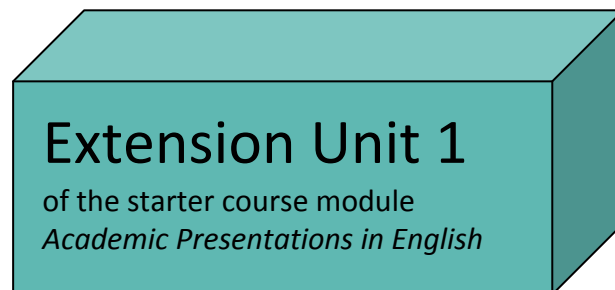 Extension Unit 1
of the starter course module
Academic Presentations in English